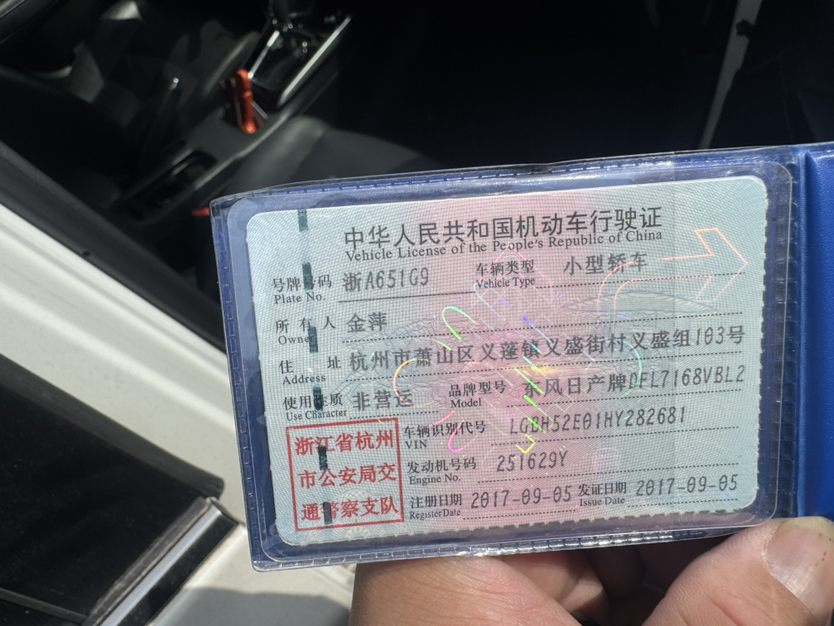 中华人民共和国机动车行驶证
Vehicle License of the People's Republic of China
号牌号码 浙A651G9 车辆类型 小型轿车
Plate No. Vehicle Type
所有人 金萍
Owner
住址 杭州市萧山区义蓬镇义盛街村义盛组103号
Address
使用性质 非营运 品牌型号 东风日产牌DFL7168VBL2
Use Character Model
浙江省杭州
市公安局交
通警察支队
车辆识别代号 LGBH52E01HY282681
VIN
发动机号码 251629Y
Engine No.
注册日期 2017-09-05 发证日期 2017-09-05
Register Date Issue Date